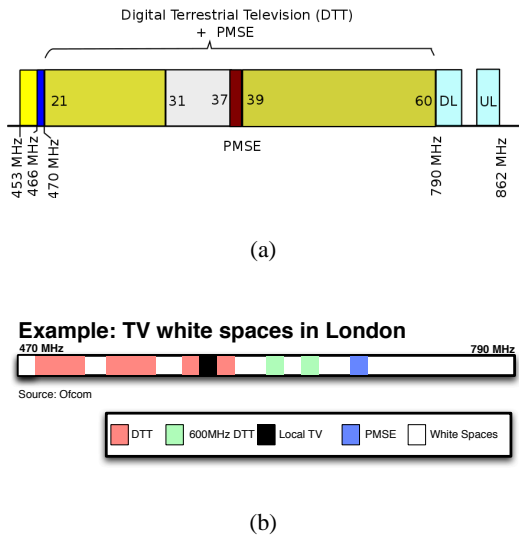 Digital Terrestrial Television (DTT)
+ PMSE
21 31 37 39 60 DL UL
PMSE
453 MHz
466 MHz
470 MHz
790 MHz
862 MHz
(a)
Example: TV white spaces in London
470 MHz 790 MHz
Source: Ofcom
DTT 600MHz DTT Local TV PMSE White Spaces
(b)